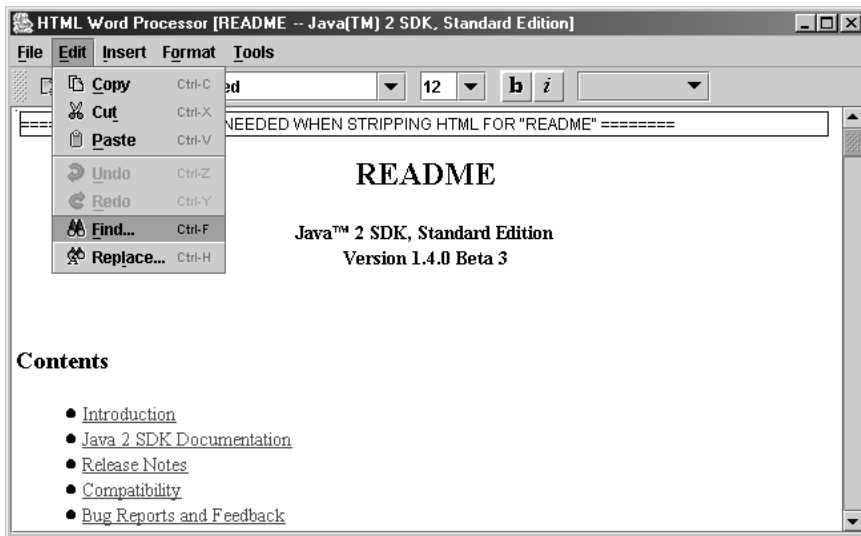 HTML Word Processor [README -- Java(TM) 2 SDK, Standard Edition]
File Edit Insert Format Tools
ed 12 b i
Copy Ctrl-C
Cut Ctrl-X
Paste Ctrl-V
Undo Ctrl-Z
Redo Ctrl-Y
Find... Ctrl-F
Replace... Ctrl-H
==== NEEDED WHEN STRIPPING HTML FOR "README" ========
README
Java™ 2 SDK, Standard Edition
Version 1.4.0 Beta 3
Contents
● Introduction
● Java 2 SDK Documentation
● Release Notes
● Compatibility
● Bug Reports and Feedback